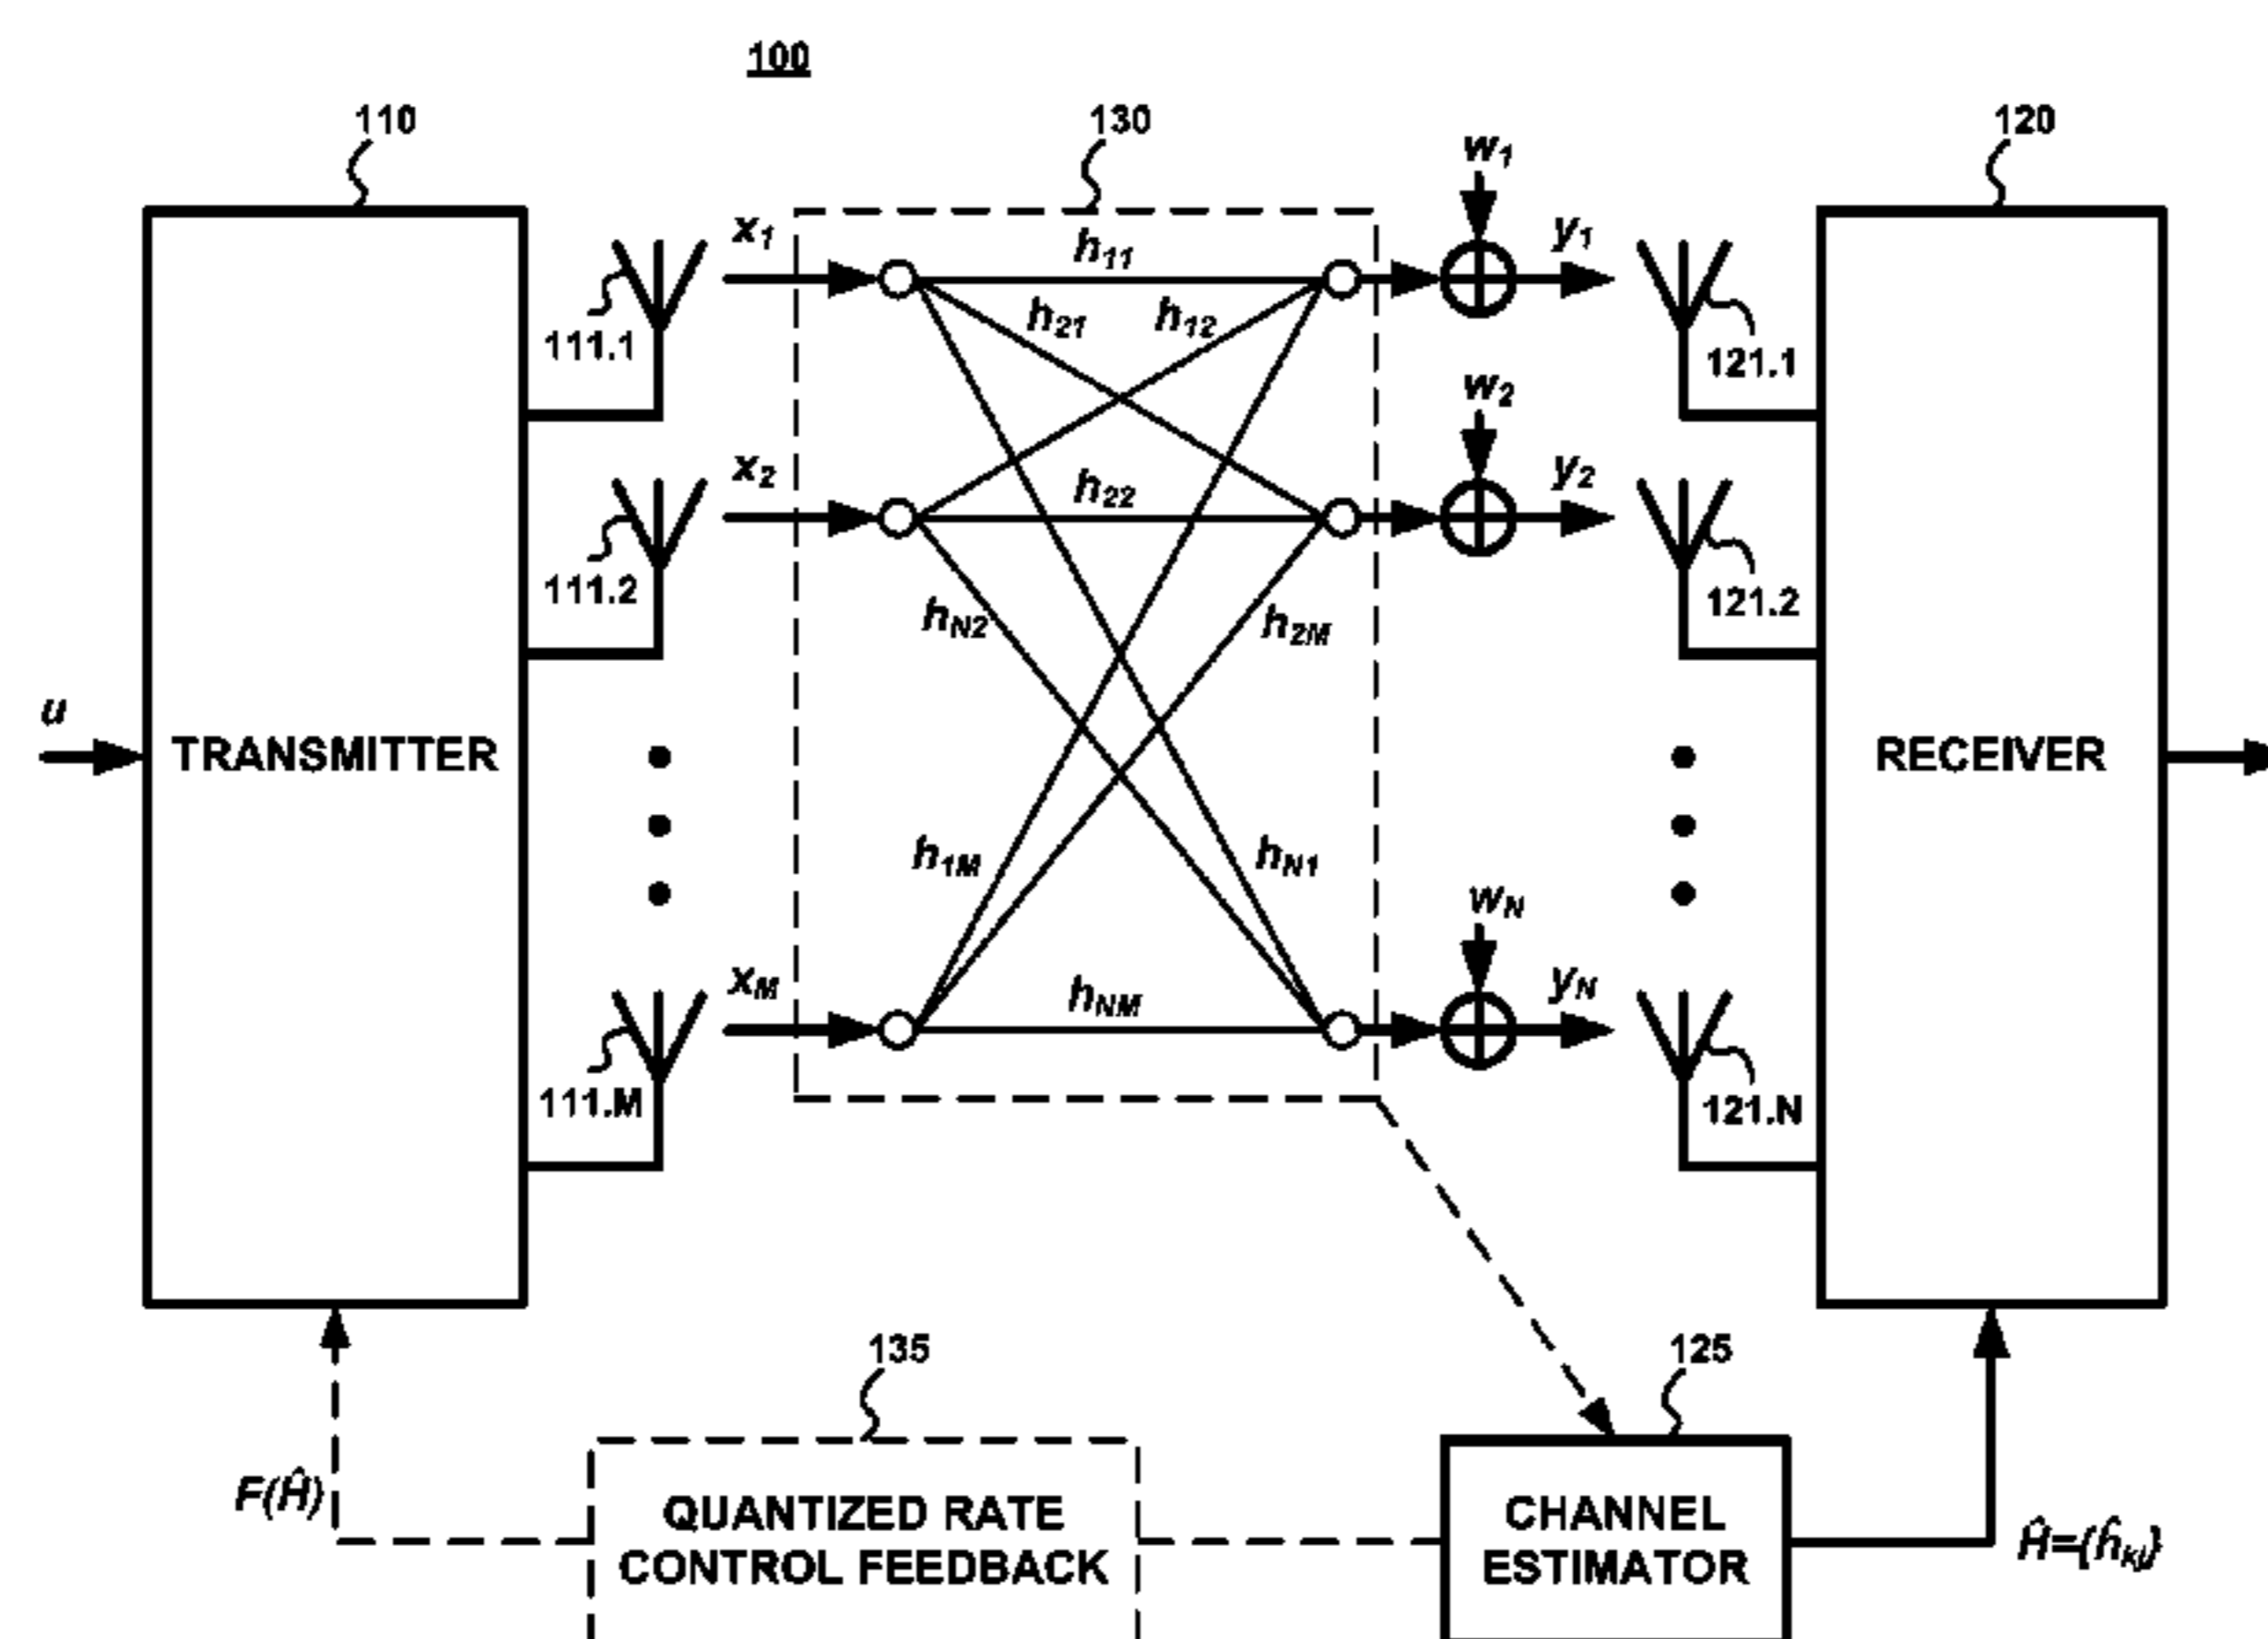 100
110
130
120
w1
x1
h11
y1
h21
h12
111.1
121.1
w2
x2
h22
y2
111.2
121.2
hN2
h2M
u
TRANSMITTER
RECEIVER
h1M
hN1
wN
xM
hNM
yN
111.M
121.N
135
125
F(Ĥ)
QUANTIZED RATE
CONTROL FEEDBACK
CHANNEL
ESTIMATOR
Ĥ={ĥkj}